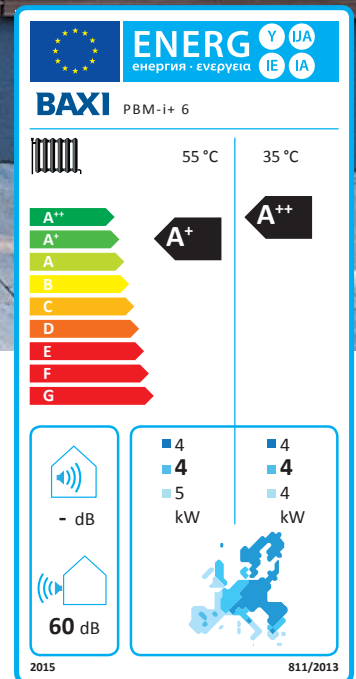 ENERG Y IJA
енергия · ενεργεια IE IA
BAXI PBM-i+ 6
55 °C 35 °C
A++
A+
A
B
C
D
E
F
G
A+
A++
- dB
60 dB
4
4
5
kW
4
4
4
kW
2015 811/2013